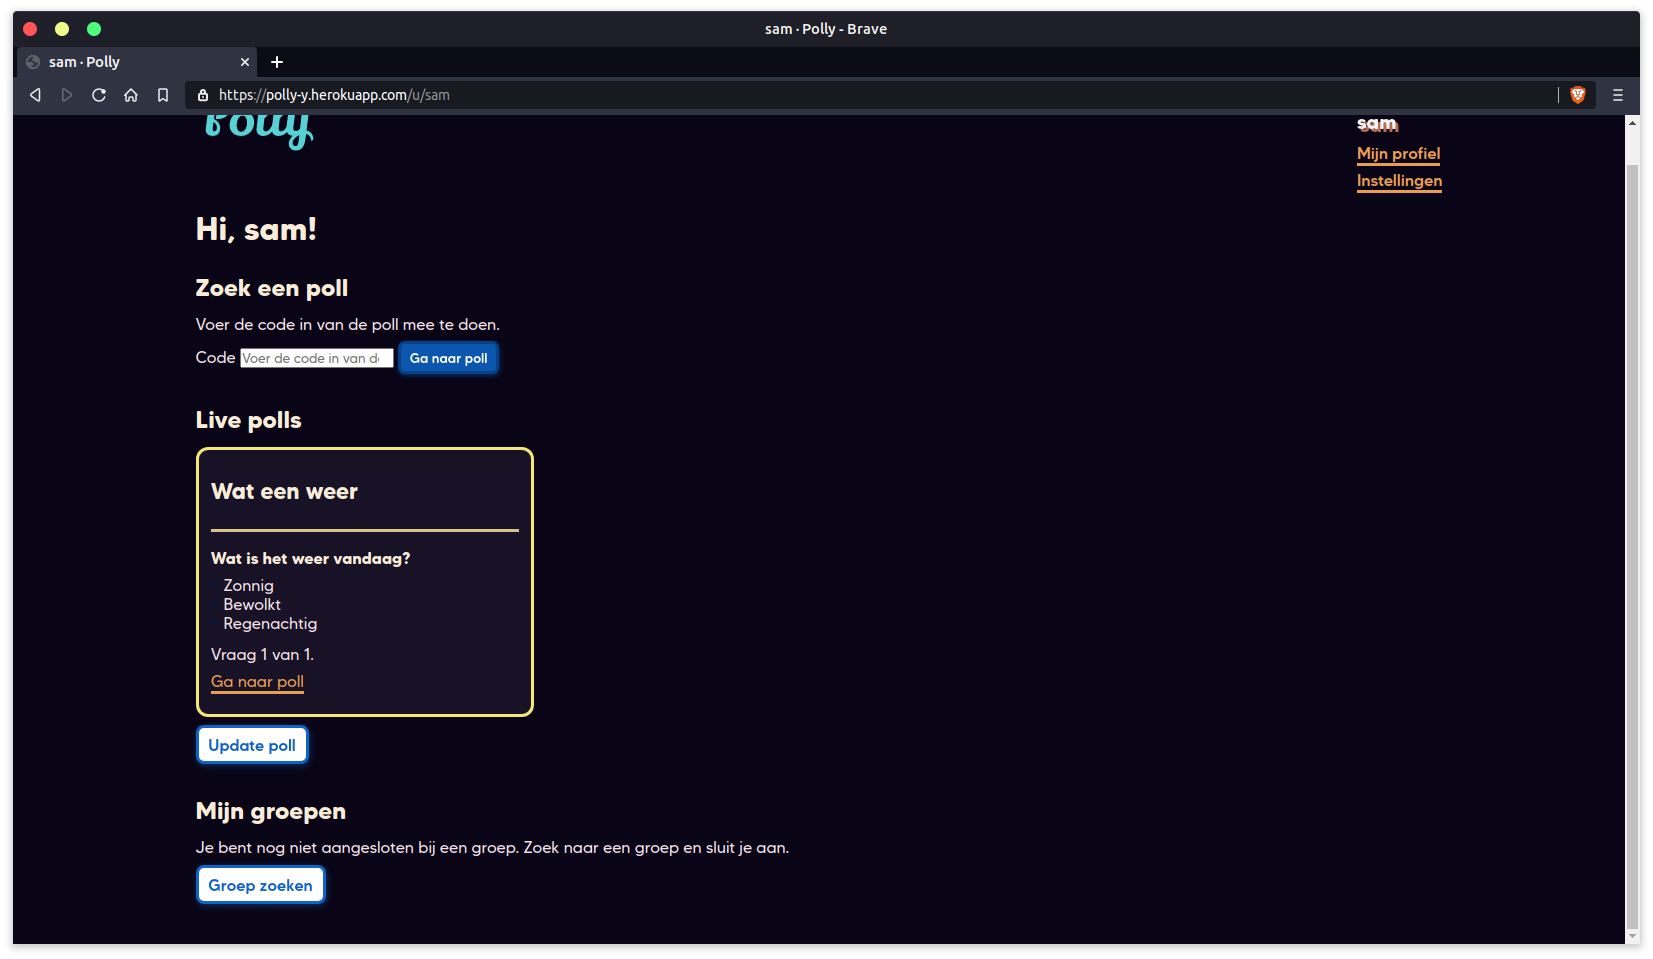 sam · Polly - Brave
sam · Polly
https://polly-y.herokuapp.com/u/sam
Polly
sam
Mijn profiel
Instellingen
Hi, sam!
Zoek een poll
Voer de code in van de poll mee te doen.
Code Voer de code in van de Ga naar poll
Live polls
Wat een weer
Wat is het weer vandaag?
Zonnig
Bewolkt
Regenachtig
Vraag 1 van 1.
Ga naar poll
Update poll
Mijn groepen
Je bent nog niet aangesloten bij een groep. Zoek naar een groep en sluit je aan.
Groep zoeken